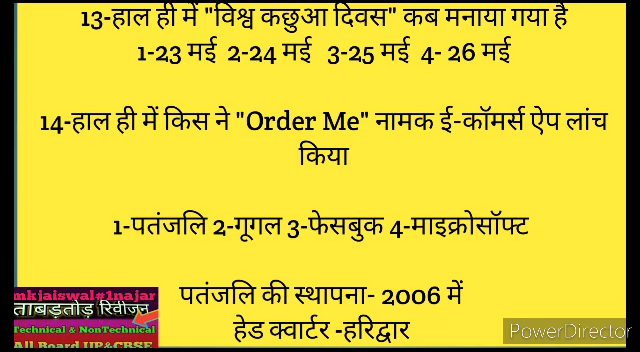 13-हाल ही में "विश्व कछुआ दिवस" कब मनाया गया है
1-23 मई 2-24 मई 3-25 मई 4- 26 मई
14-हाल ही में किस ने "Order Me" नामक ई-कॉमर्स ऐप लांच
किया
1-पतंजलि 2-गूगल 3-फेसबुक 4-माइक्रोसॉफ्ट
पतंजलि की स्थापना- 2006 में
हेड क्वार्टर -हरिद्वार
mkjaiswal#1najar
ताबड़तोड़ रिवीजन
Technical & NonTechnical
All Board UP&CBSE
PowerDirector